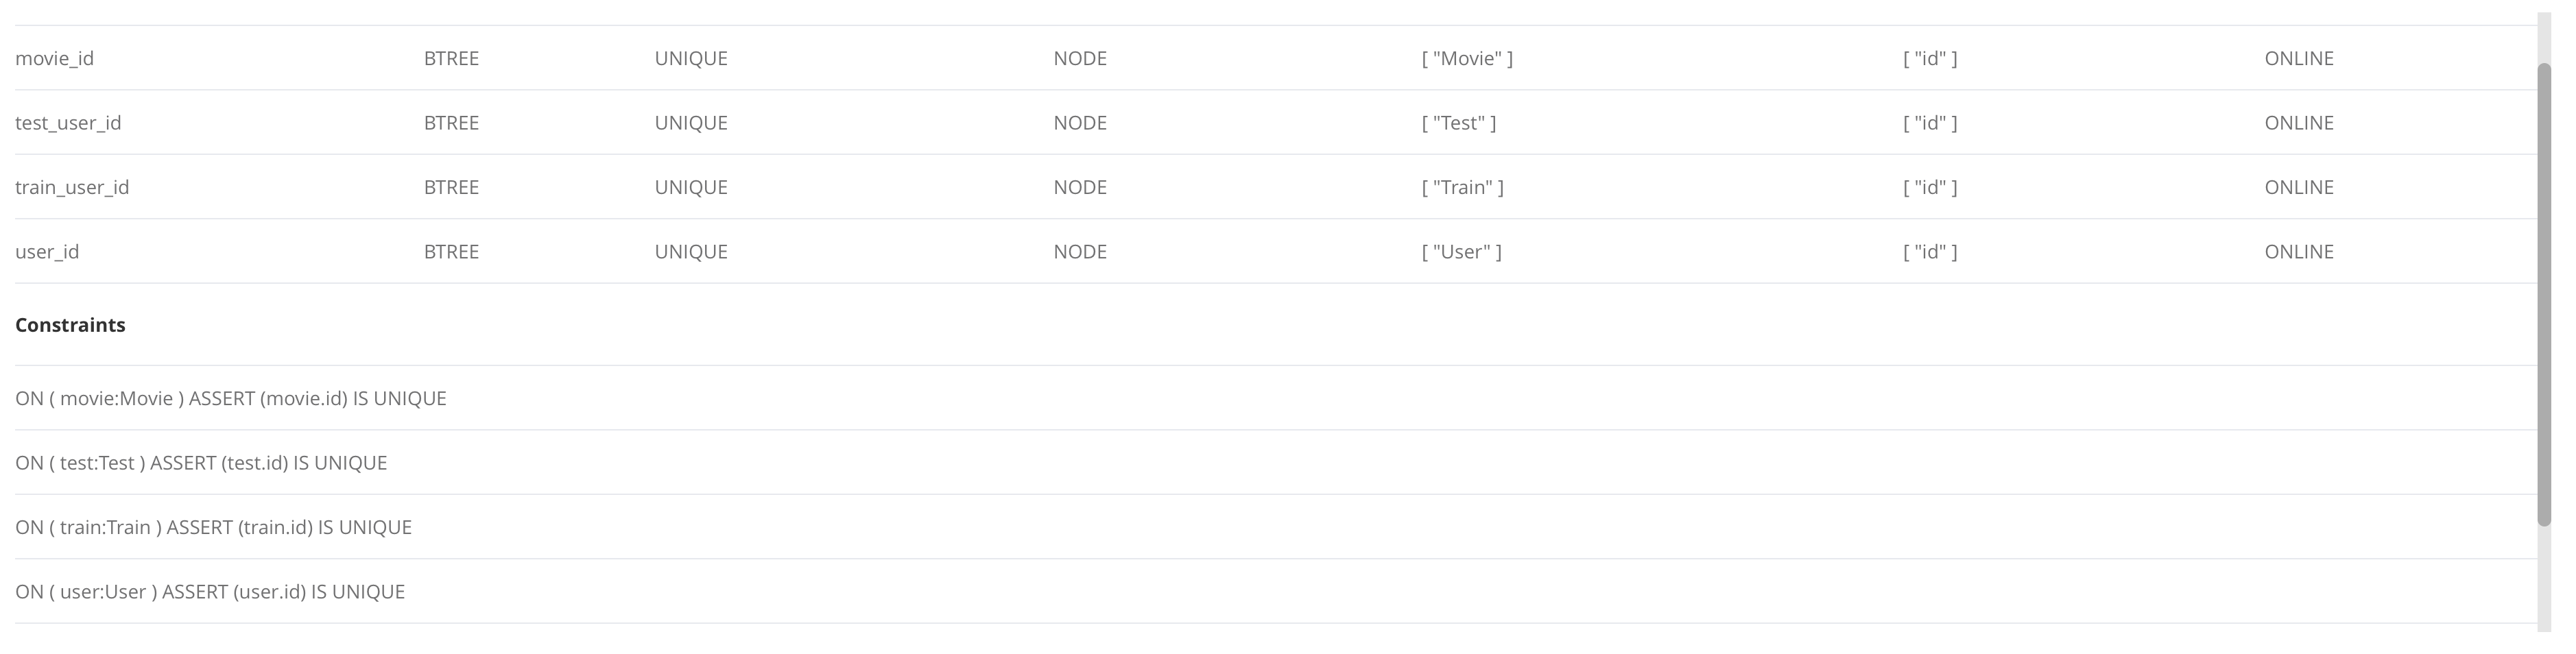 movie_id BTREE UNIQUE NODE [ "Movie" ] [ "id" ] ONLINE
test_user_id BTREE UNIQUE NODE [ "Test" ] [ "id" ] ONLINE
train_user_id BTREE UNIQUE NODE [ "Train" ] [ "id" ] ONLINE
user_id BTREE UNIQUE NODE [ "User" ] [ "id" ] ONLINE
Constraints
ON ( movie:Movie ) ASSERT (movie.id) IS UNIQUE
ON ( test:Test ) ASSERT (test.id) IS UNIQUE
ON ( train:Train ) ASSERT (train.id) IS UNIQUE
ON ( user:User ) ASSERT (user.id) IS UNIQUE